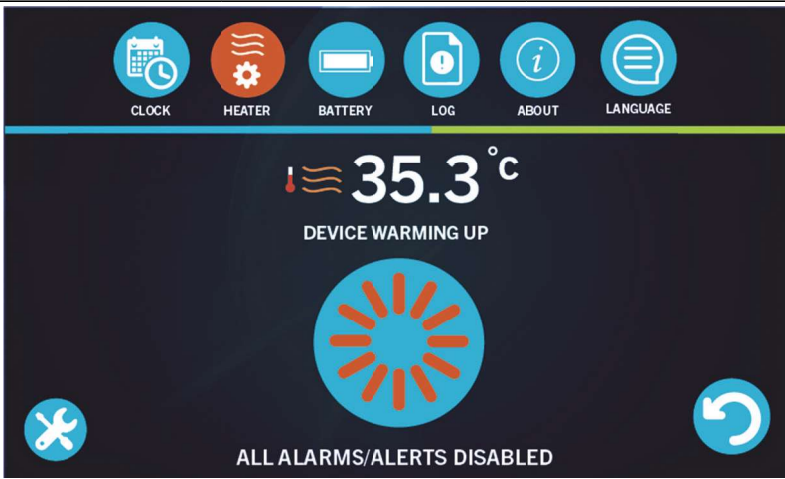 CLOCK HEATER BATTERY LOG ABOUT LANGUAGE
35.3°C
DEVICE WARMING UP
ALL ALARMS/ALERTS DISABLED